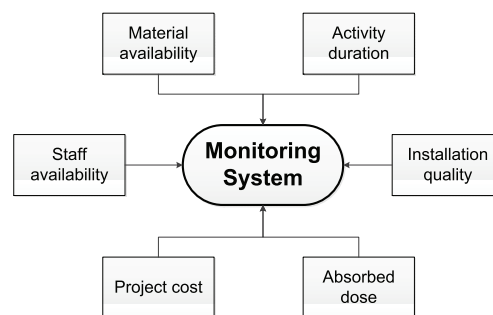 Material
availability
Activity
duration
Staff
availability
Monitoring
System
Installation
quality
Project cost
Absorbed
dose